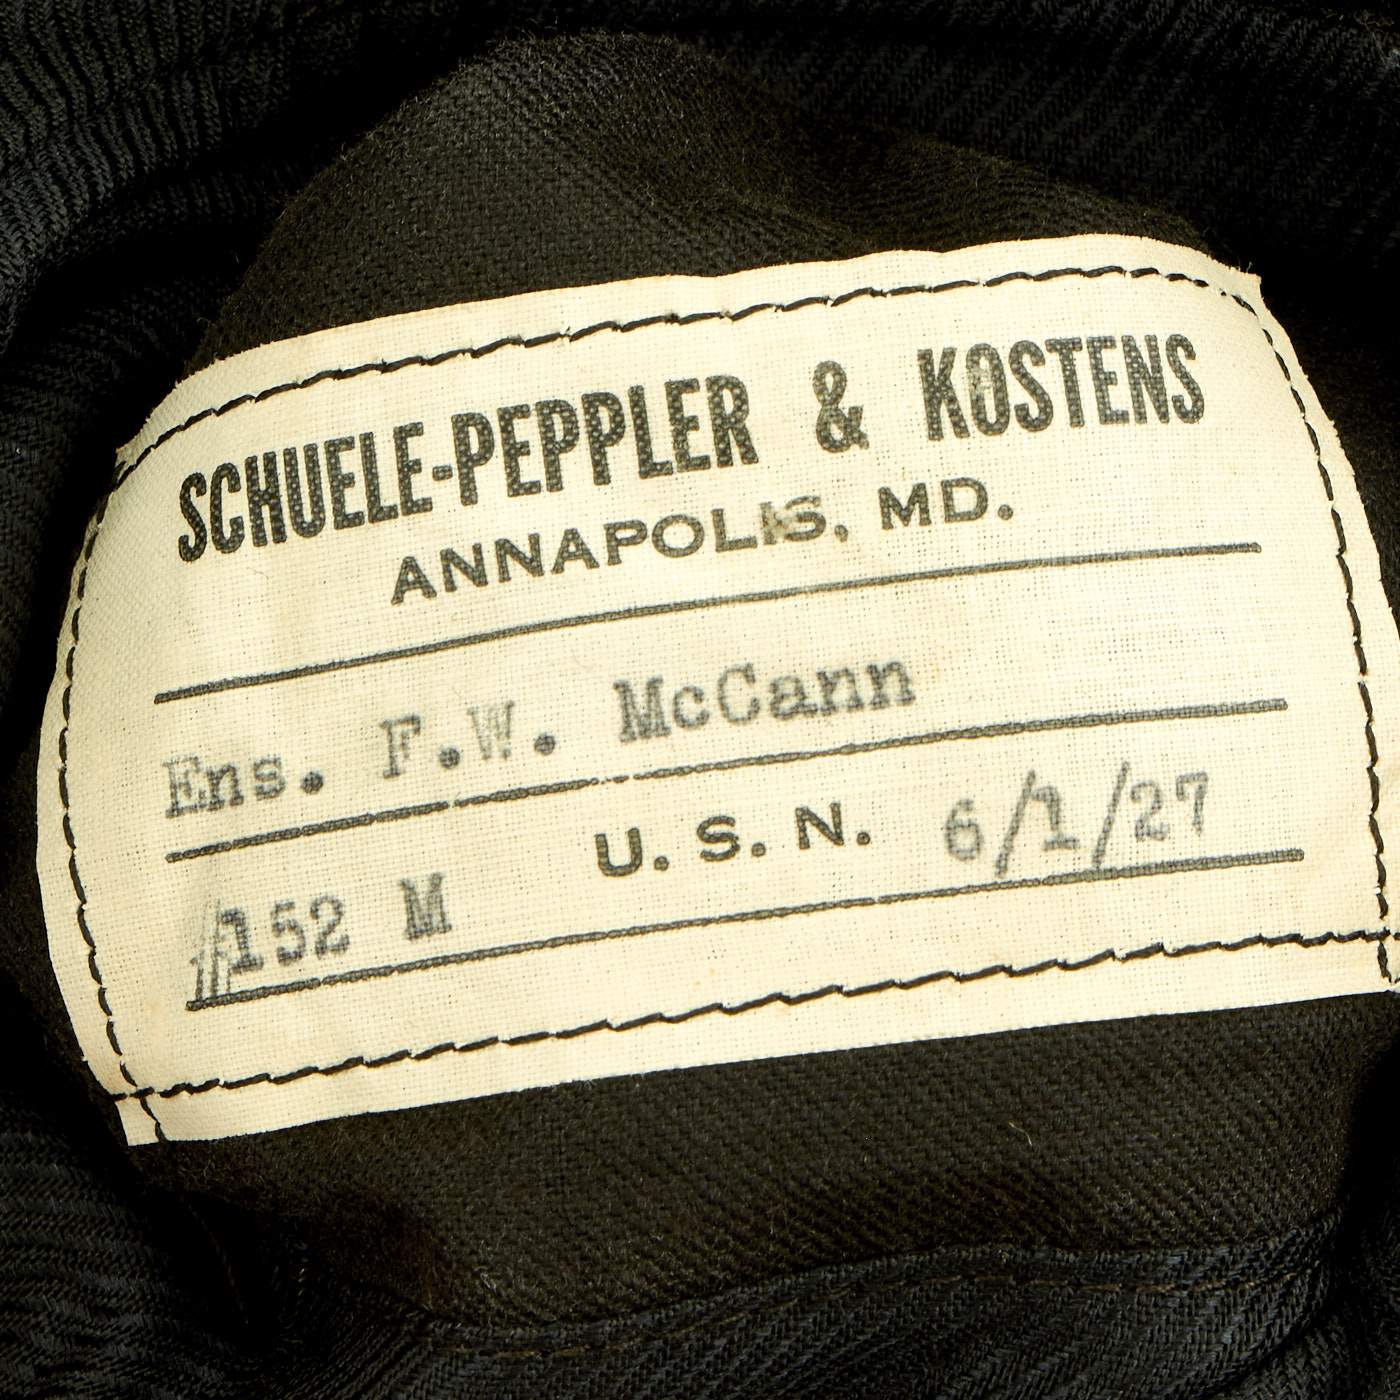 SCHUELE-PEPPLER & KOSTENS
ANNAPOLIS, MD.
Ens. F.W. McCann
U. S. N. 6/1/27
#152 M